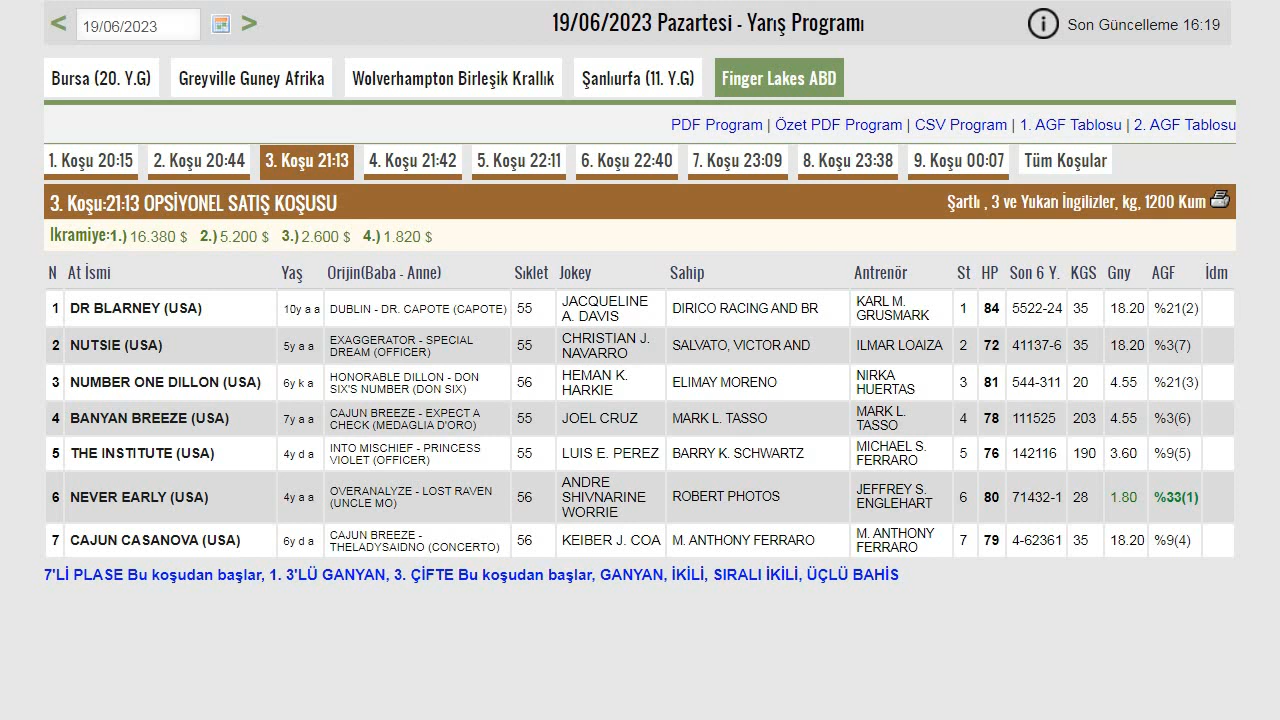 < 19/06/2023 > 19/06/2023 Pazartesi - Yarış Programı Son Güncelleme 16:19
Bursa (20. Y.G) Greyville Guney Afrika Wolverhampton Birleşik Krallık Şanlıurfa (11. Y.G) Finger Lakes ABD
PDF Program | Özet PDF Program | CSV Program | 1. AGF Tablosu | 2. AGF Tablosu
1. Koşu 20:15 2. Koşu 20:44 3. Koşu 21:13 4. Koşu 21:42 5. Koşu 22:11 6. Koşu 22:40 7. Koşu 23:09 8. Koşu 23:38 9. Koşu 00:07 Tüm Koşular
3. Koşu:21:13 OPSİYONEL SATIŞ KOŞUSU Şartlı , 3 ve Yukarı İngilizler, kg, 1200 Kum
İkramiye:1.) 16.380 $ 2.) 5.200 $ 3.) 2.600 $ 4.) 1.820 $
N At İsmi Yaş Orijin(Baba - Anne) Sıklet Jokey Sahip Antrenör St HP Son 6 Y. KGS Gny AGF İdm
1 DR BLARNEY (USA) 10y a a DUBLIN - DR. CAPOTE (CAPOTE) 55 JACQUELINE A. DAVIS DIRICO RACING AND BR KARL M. GRUSMARK 1 84 5522-24 35 18.20 %21(2)
2 NUTSIE (USA) 5y a a EXAGGERATOR - SPECIAL DREAM (OFFICER) 55 CHRISTIAN J. NAVARRO SALVATO, VICTOR AND ILMAR LOAIZA 2 72 41137-6 35 18.20 %3(7)
3 NUMBER ONE DILLON (USA) 6y k a HONORABLE DILLON - DON SIX'S NUMBER (DON SIX) 56 HEMAN K. HARKIE ELIMAY MORENO NIRKA HUERTAS 3 81 544-311 20 4.55 %21(3)
4 BANYAN BREEZE (USA) 7y a a CAJUN BREEZE - EXPECT A CHECK (MEDAGLIA D'ORO) 55 JOEL CRUZ MARK L. TASSO MARK L. TASSO 4 78 111525 203 4.55 %3(6)
5 THE INSTITUTE (USA) 4y d a INTO MISCHIEF - PRINCESS VIOLET (OFFICER) 55 LUIS E. PEREZ BARRY K. SCHWARTZ MICHAEL S. FERRARO 5 76 142116 190 3.60 %9(5)
6 NEVER EARLY (USA) 4y a a OVERANALYZE - LOST RAVEN (UNCLE MO) 56 ANDRE SHIVNARINE WORRIE ROBERT PHOTOS JEFFREY S. ENGLEHART 6 80 71432-1 28 1.80 %33(1)
7 CAJUN CASANOVA (USA) 6y d a CAJUN BREEZE - THELADYSAIDNO (CONCERTO) 56 KEIBER J. COA M. ANTHONY FERRARO M. ANTHONY FERRARO 7 79 4-62361 35 18.20 %9(4)
7'Lİ PLASE Bu koşudan başlar, 1. 3'LÜ GANYAN, 3. ÇİFTE Bu koşudan başlar, GANYAN, İKİLİ, SIRALI İKİLİ, ÜÇLÜ BAHİS